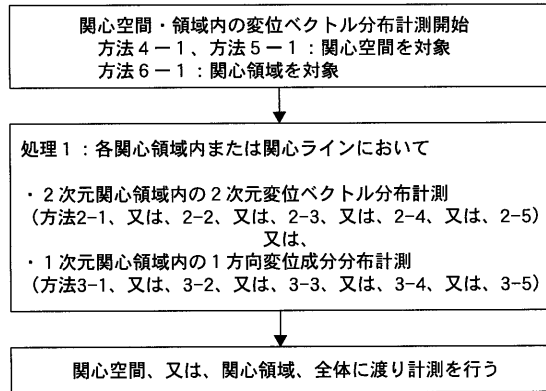 関心空間・領域内の変位ベクトル分布計測開始
方法4－1、方法5－1：関心空間を対象
方法6－1：関心領域を対象
処理1：各関心領域内または関心ラインにおいて
・2次元関心領域内の2次元変位ベクトル分布計測
(方法2-1、又は、2-2、又は、2-3、又は、2-4、又は、2-5)
又は、
・1次元関心領域内の1方向変位成分分布計測
(方法3-1、又は、3-2、又は、3-3、又は、3-4、又は、3-5)
関心空間、又は、関心領域、全体に渡り計測を行う